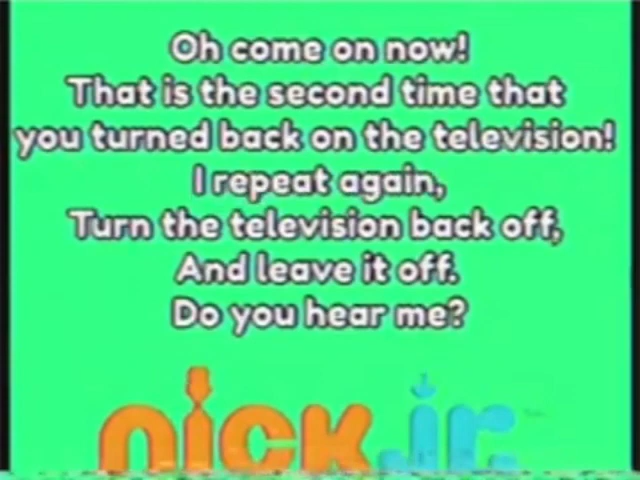 Oh come on now!
That is the second time that
you turned back on the television!
I repeat again,
Turn the television back off,
And leave it off.
Do you hear me?
nick jr.